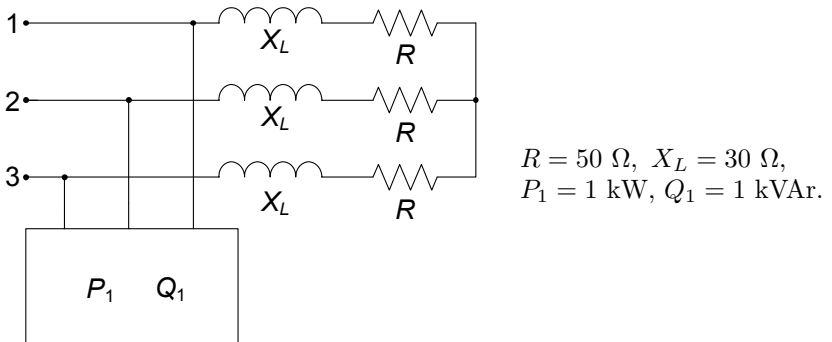 1
X_L
R
2
X_L
R
3
X_L
R
R = 50 Ω, X_L = 30 Ω,
P_1 = 1 kW, Q_1 = 1 kVAr.
P_1 Q_1